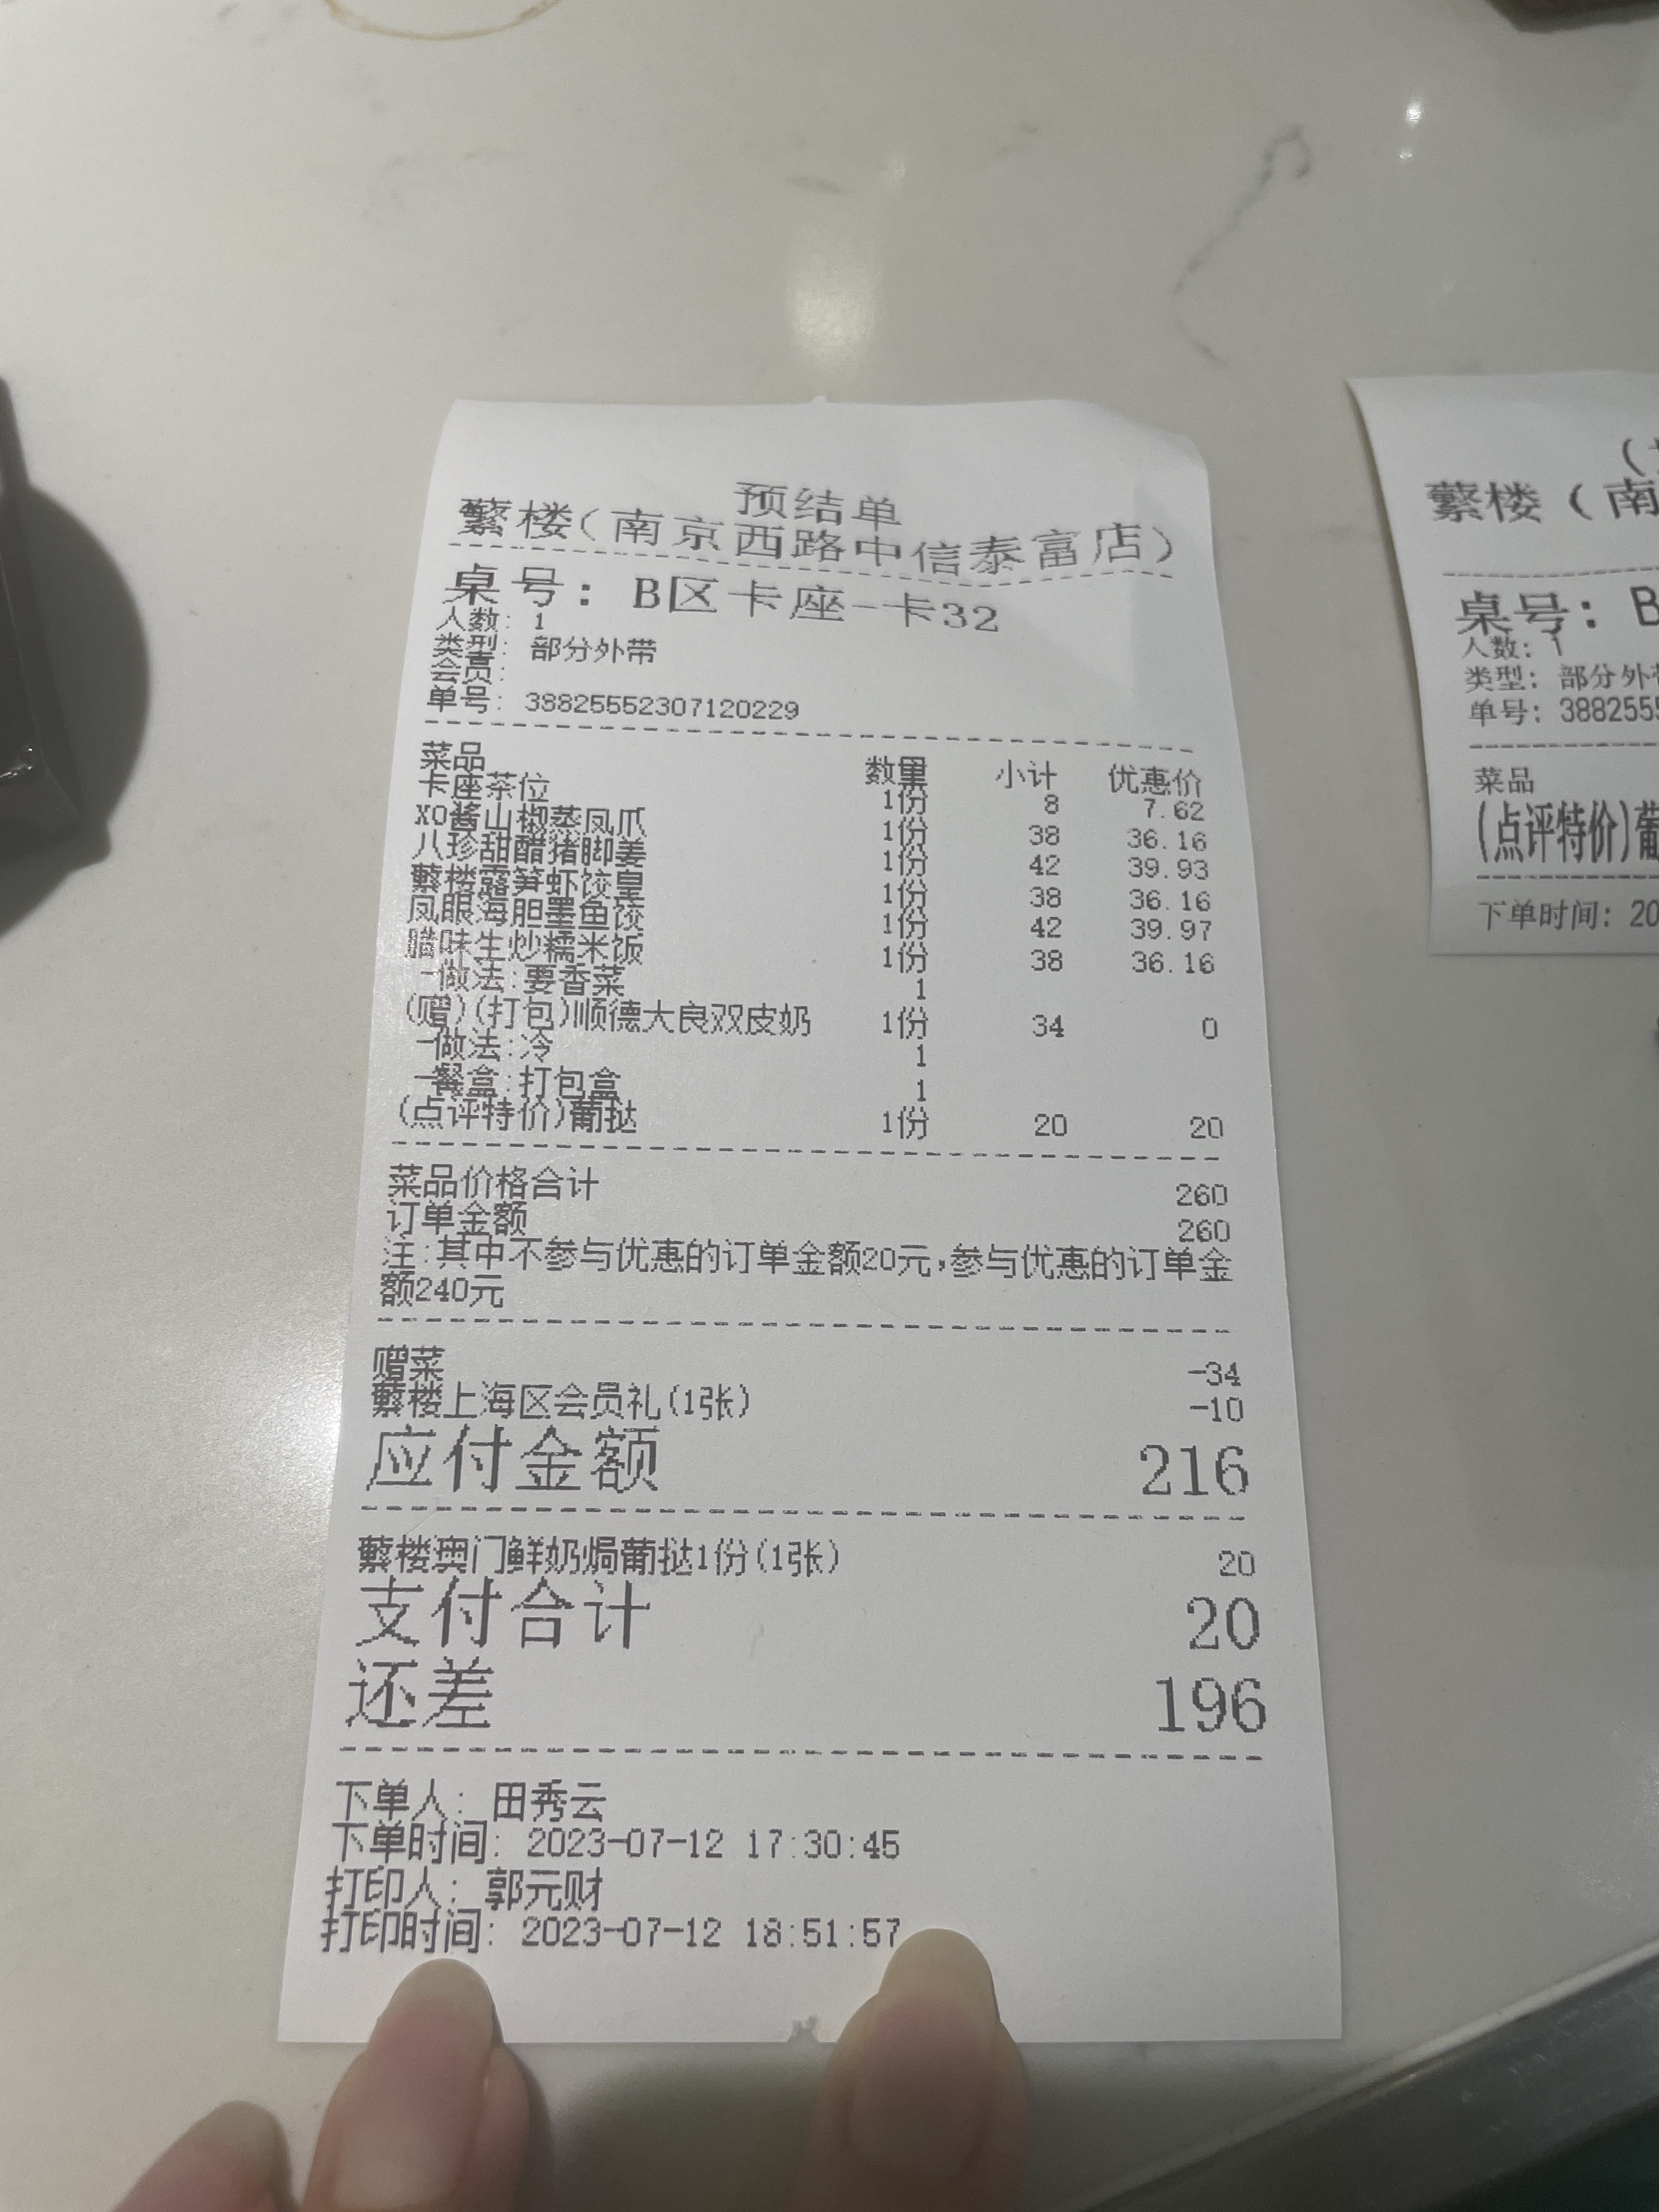 预结单
蘩楼(南京西路中信泰富店)
桌号: B区卡座-卡32
人数: 1
类型: 部分外带
会员:
单号: 38825552307120229
菜品 数量 小计 优惠价
卡座茶位 1份 8 7.62
XO酱山椒蒸凤爪 1份 38 36.16
八珍甜醋猪脚姜 1份 42 39.93
蘩楼露笋虾饺皇 1份 38 36.16
凤眼海胆墨鱼饺 1份 42 39.97
腊味生炒糯米饭 1份 38 36.16
-做法:要香菜 1
(赠)(打包)顺德大良双皮奶 1份 34 0
-做法:冷 1
-餐盒:打包盒 1
(点评特价)葡挞 1份 20 20
菜品价格合计 260
订单金额 260
注:其中不参与优惠的订单金额20元,参与优惠的订单金
额240元
赠菜 -34
蘩楼上海区会员礼(1张) -10
应付金额 216
蘩楼澳门鲜奶焗葡挞1份(1张) 20
支付合计 20
还差 196
下单人: 田秀云
下单时间: 2023-07-12 17:30:45
打印人: 郭元财
打印时间: 2023-07-12 18:51:57
蘩楼(南
桌号: B
人数: 1
类型: 部分外
单号: 388255
菜品
(点评特价)葡
下单时间: 20